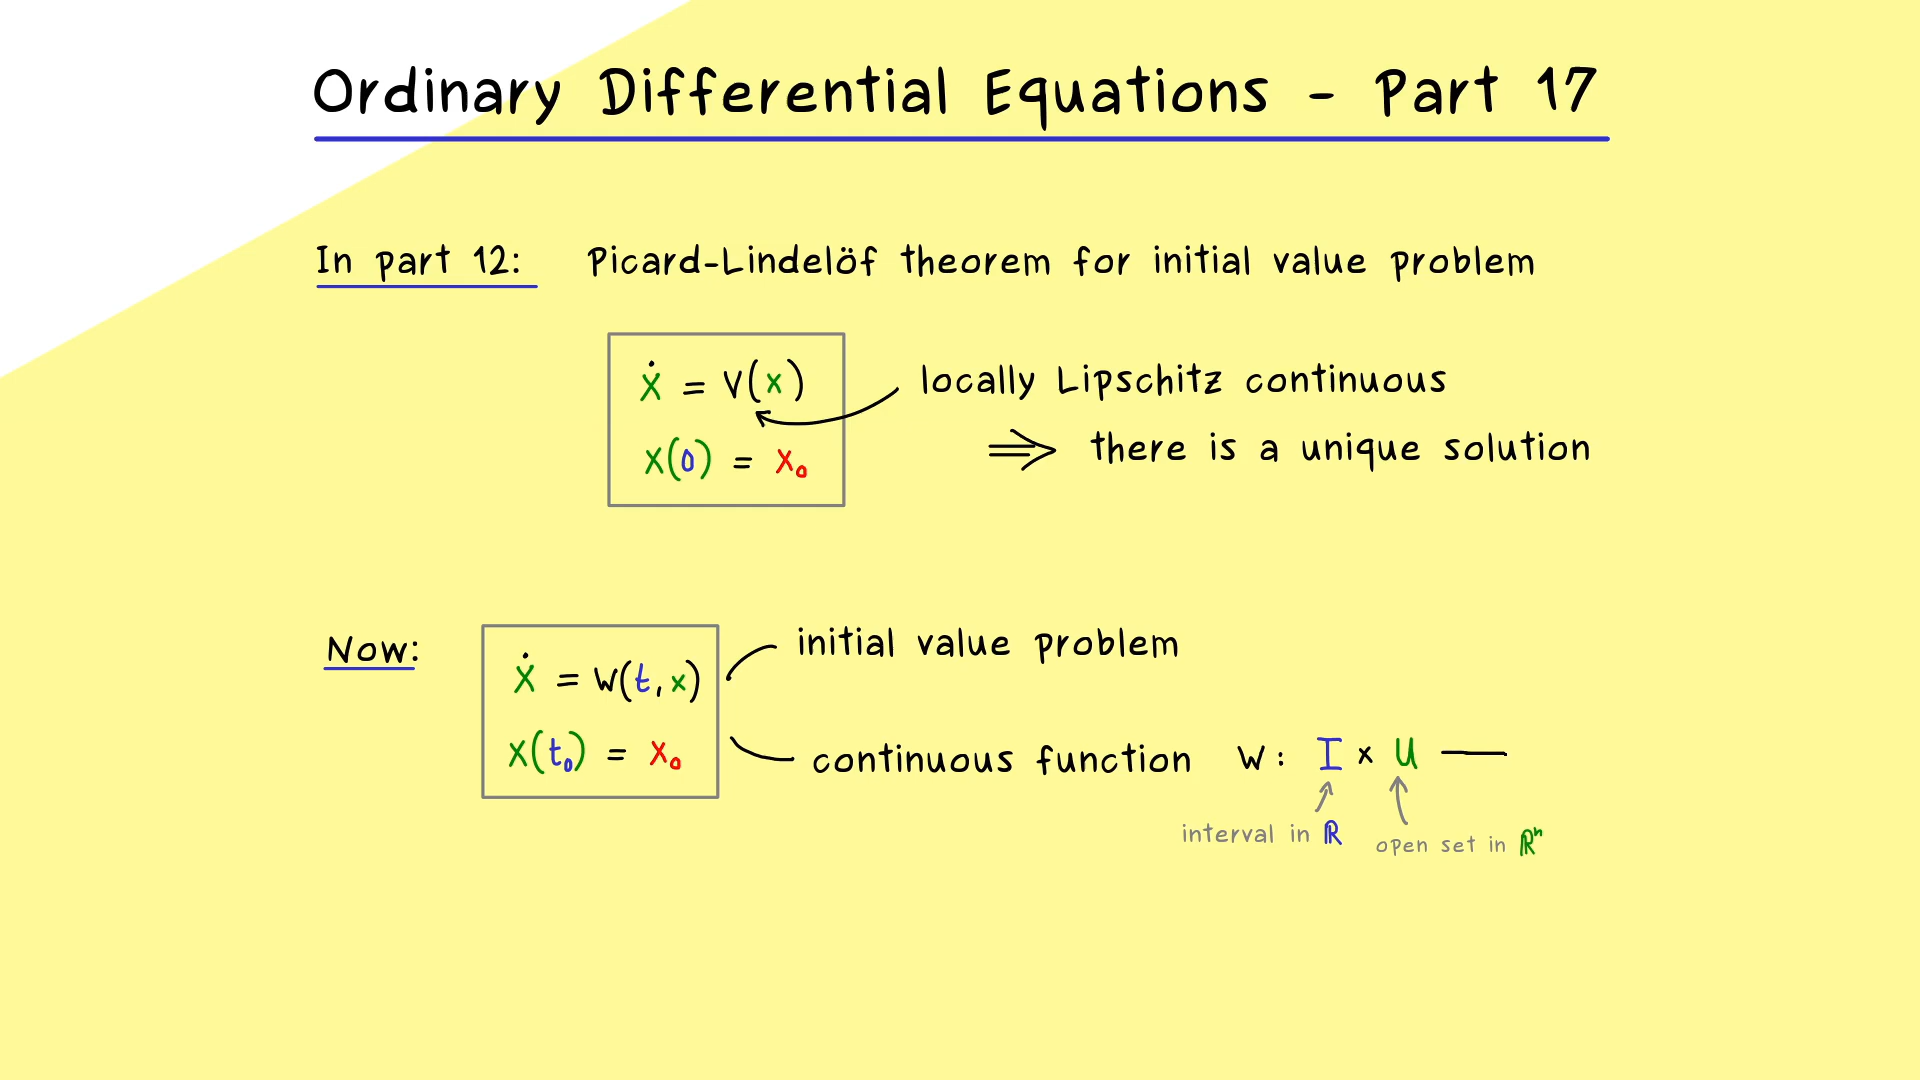 Ordinary Differential Equations - Part 17
In part 12: Picard-Lindelöf theorem for initial value problem
ẋ = v(x)
x(0) = x₀
locally Lipschitz continuous
⟹ there is a unique solution
Now:
ẋ = w(t, x)
x(t₀) = x₀
initial value problem
continuous function w: I × U —
interval in ℝ
open set in ℝⁿ